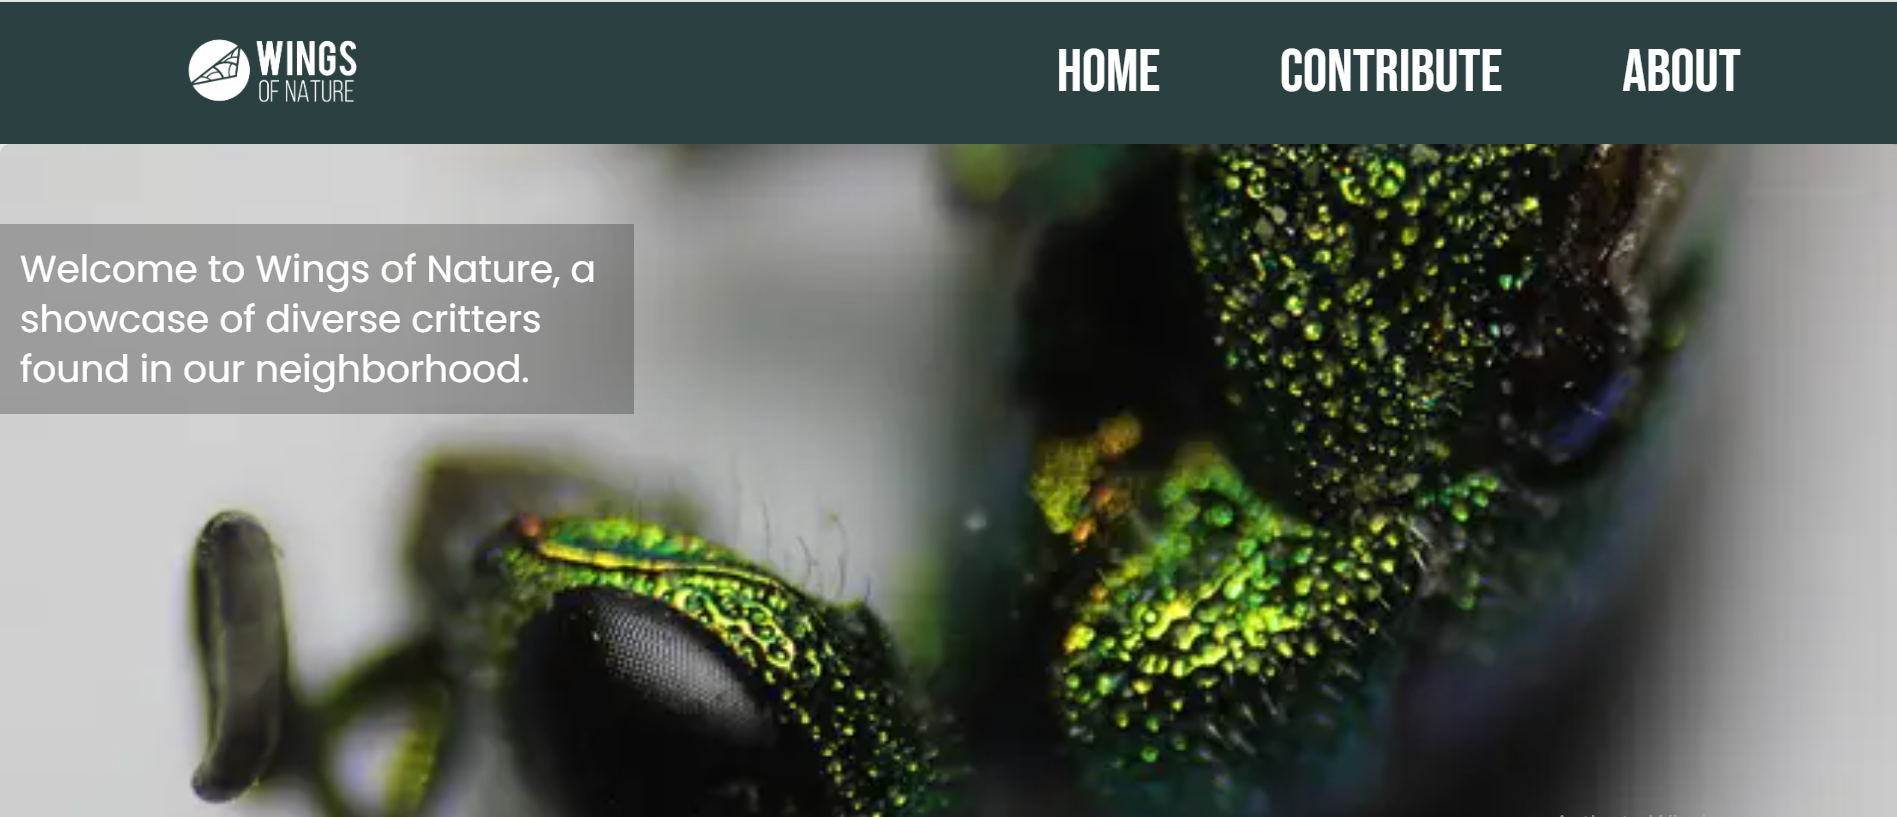 WINGS
OF NATURE
HOME CONTRIBUTE ABOUT
Welcome to Wings of Nature, a
showcase of diverse critters
found in our neighborhood.